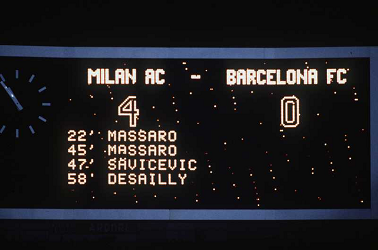 MILAN AC - BARCELONA FC
4 0
22' MASSARO
45' MASSARO
47' SAVICEVIC
58' DESAILLY